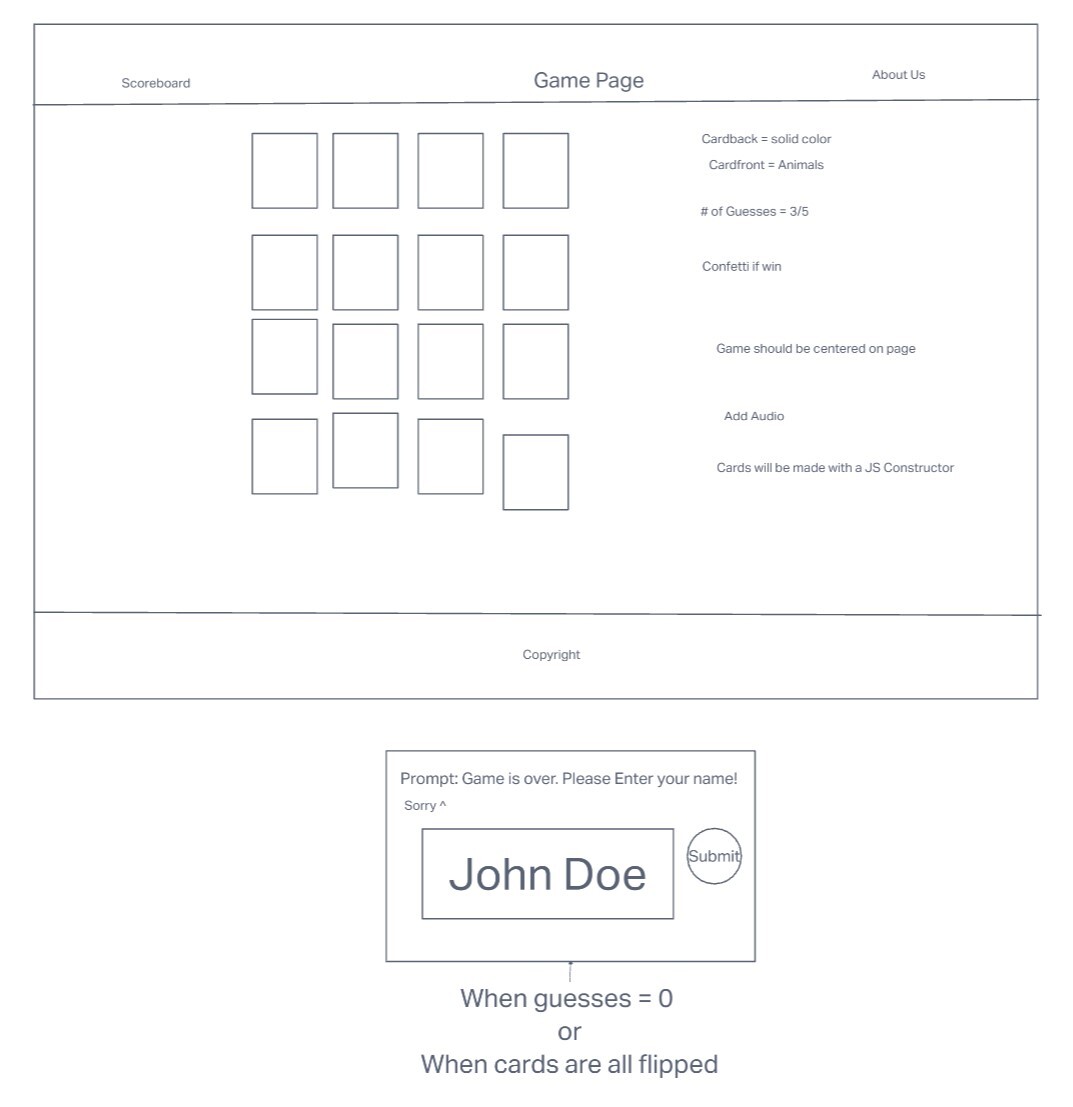 Scoreboard
Game Page
About Us
Cardback = solid color
Cardfront = Animals
# of Guesses = 3/5
Confetti if win
Game should be centered on page
Add Audio
Cards will be made with a JS Constructor
Copyright
Prompt: Game is over. Please Enter your name!
Sorry ^
John Doe
Submit
When guesses = 0
or
When cards are all flipped